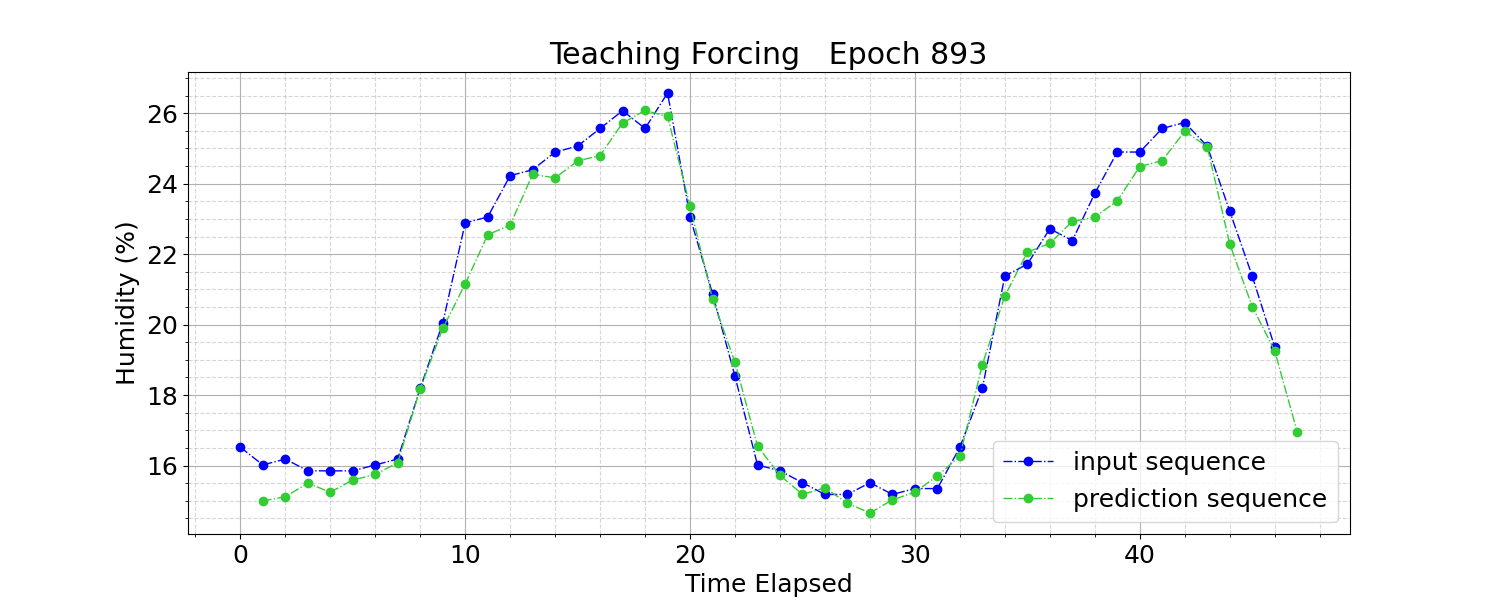 Teaching Forcing   Epoch 893
Humidity (%)
26
24
22
20
18
16
input sequence
prediction sequence
0 10 20 30 40
Time Elapsed